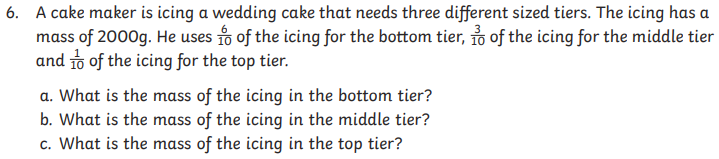 6. A cake maker is icing a wedding cake that needs three different sized tiers. The icing has a
mass of 2000g. He uses 6/10 of the icing for the bottom tier, 3/10 of the icing for the middle tier
and 1/10 of the icing for the top tier.
a. What is the mass of the icing in the bottom tier?
b. What is the mass of the icing in the middle tier?
c. What is the mass of the icing in the top tier?